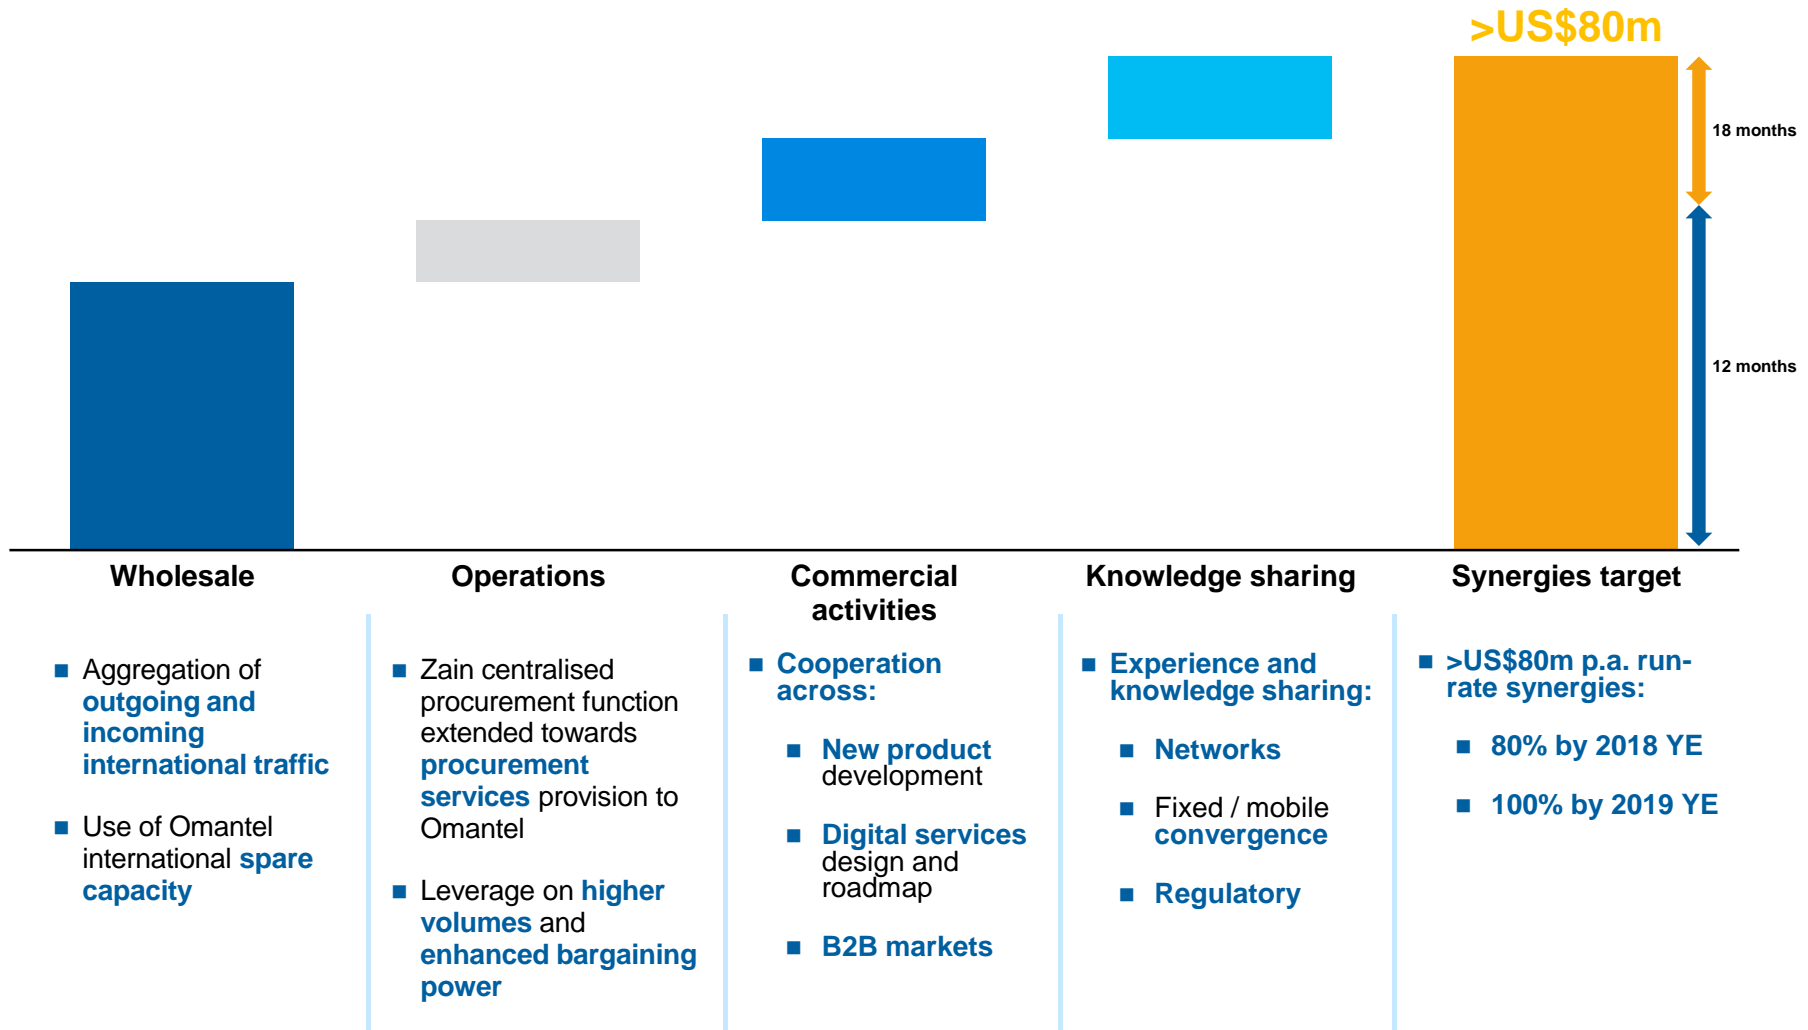 >US$80m
18 months
12 months
Wholesale
Operations
Commercial
activities
Knowledge sharing
Synergies target
Aggregation of
outgoing and
incoming
international traffic
Use of Omantel
international spare
capacity
Zain centralised
procurement function
extended towards
procurement
services provision to
Omantel
Leverage on higher
volumes and
enhanced bargaining
power
Cooperation
across:
New product
development
Digital services
design and
roadmap
B2B markets
Experience and
knowledge sharing:
Networks
Fixed / mobile
convergence
Regulatory
>US$80m p.a. run-
rate synergies:
80% by 2018 YE
100% by 2019 YE